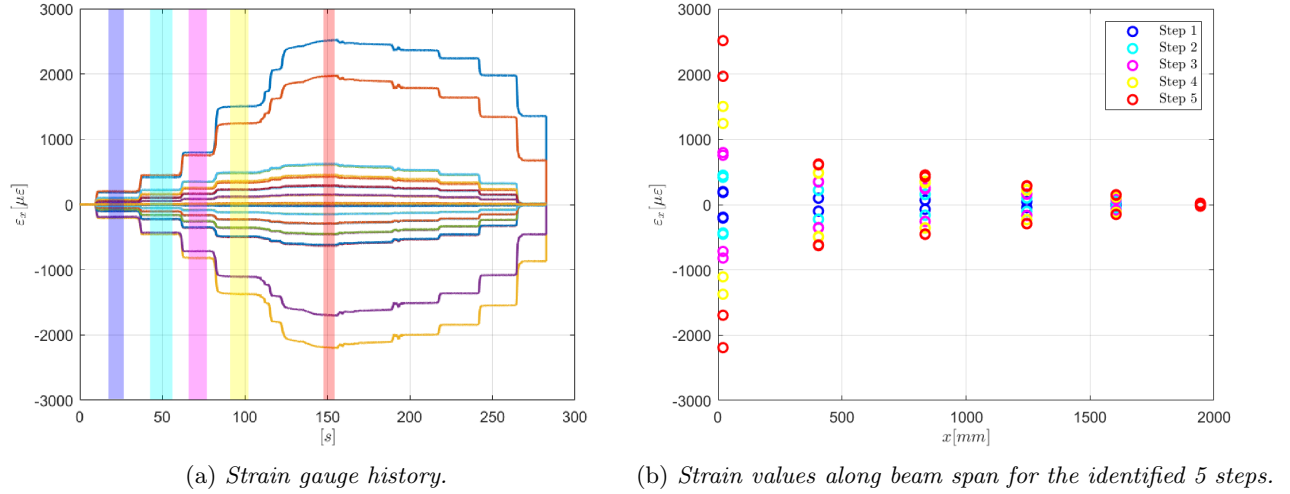 3000
2000
1000
0
-1000
-2000
-3000
εₓ[με]
0
50
100
150
200
250
300
[s]
(a) Strain gauge history.
3000
2000
1000
0
-1000
-2000
-3000
εₓ[με]
Step 1
Step 2
Step 3
Step 4
Step 5
0
500
1000
1500
2000
x[mm]
(b) Strain values along beam span for the identified 5 steps.